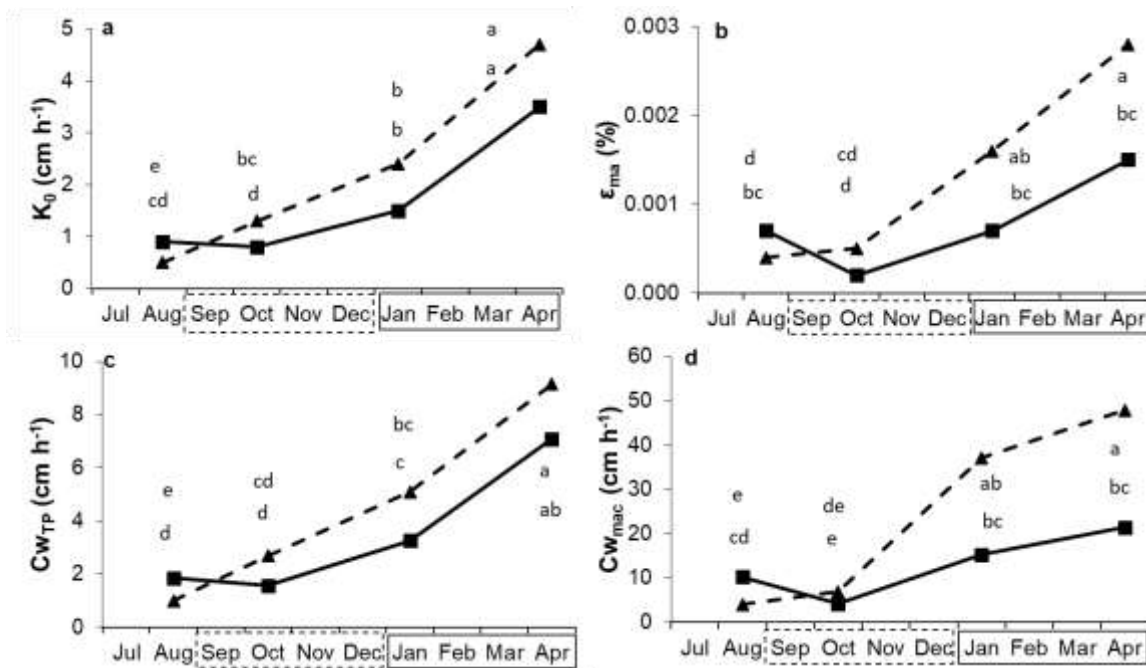 a
K₀ (cm h⁻¹)
5
4
3
2
1
0
e
cd
bc
d
b
b
a
a
Jul Aug Sep Oct Nov Dec Jan Feb Mar Apr
b
εma (%)
0.003
0.002
0.001
0.000
d
bc
cd
d
ab
bc
a
bc
Jul Aug Sep Oct Nov Dec Jan Feb Mar Apr
c
CwTP (cm h⁻¹)
10
8
6
4
2
0
e
d
cd
d
bc
c
a
ab
Jul Aug Sep Oct Nov Dec Jan Feb Mar Apr
d
Cwmac (cm h⁻¹)
60
50
40
30
20
10
0
e
cd
de
e
ab
bc
a
bc
Jul Aug Sep Oct Nov Dec Jan Feb Mar Apr